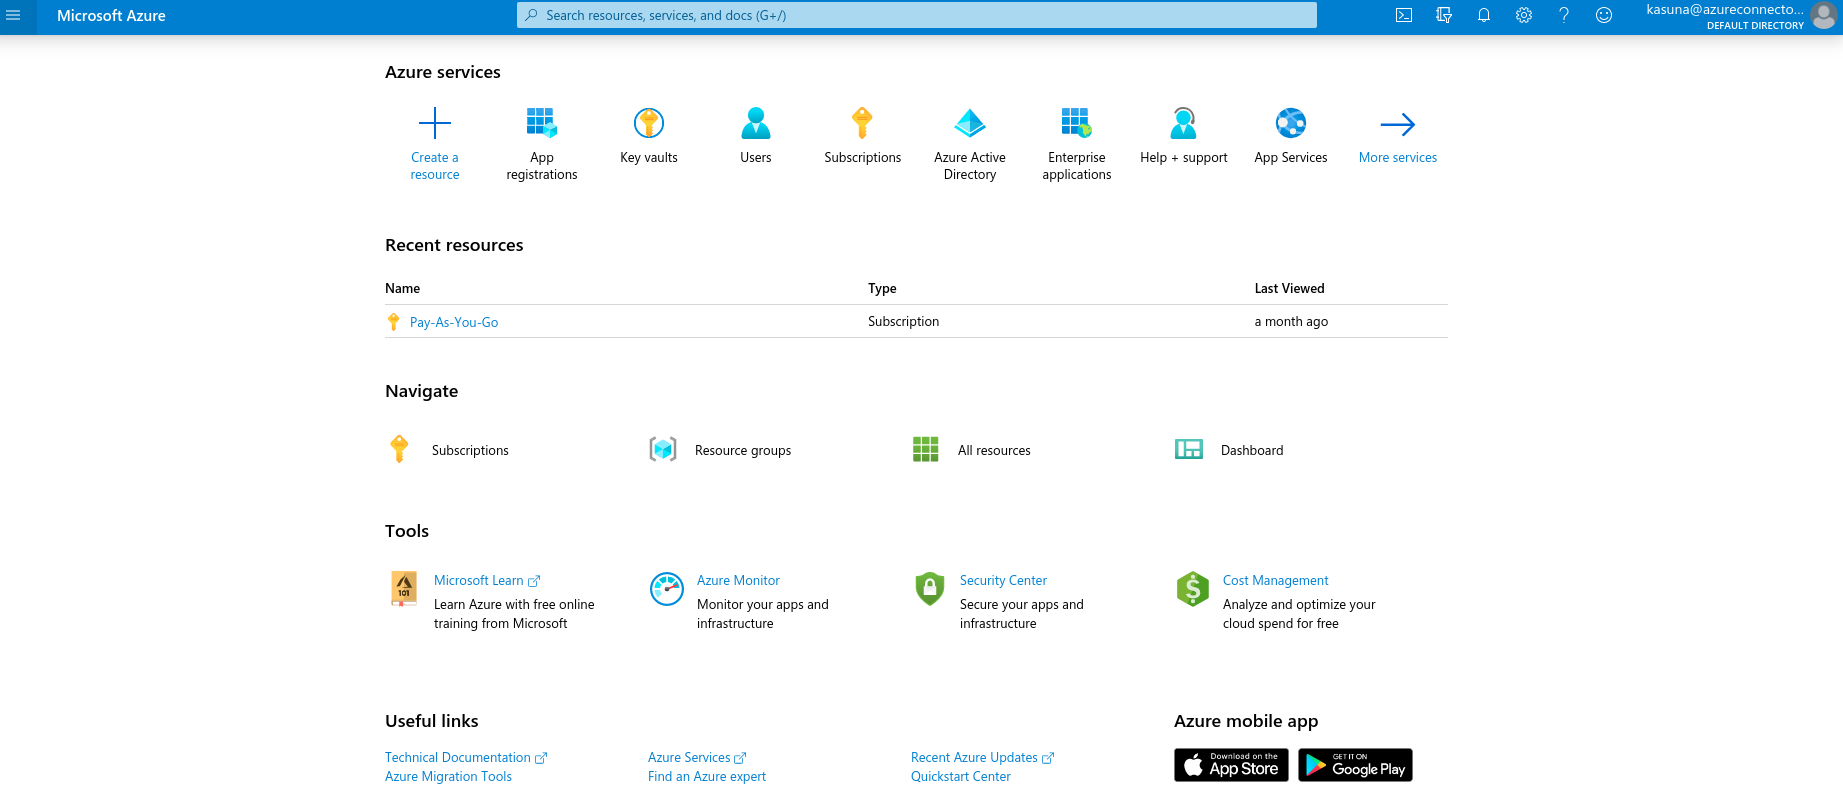 Microsoft Azure
Search resources, services, and docs (G+/)
kasuna@azureconnecto...
DEFAULT DIRECTORY
Azure services
Create a
resource
App
registrations
Key vaults
Users
Subscriptions
Azure Active
Directory
Enterprise
applications
Help + support
App Services
More services
Recent resources
Name Type Last Viewed
Pay-As-You-Go Subscription a month ago
Navigate
Subscriptions Resource groups All resources Dashboard
Tools
101
Microsoft Learn
Learn Azure with free online
training from Microsoft
Azure Monitor
Monitor your apps and
infrastructure
Security Center
Secure your apps and
infrastructure
$
Cost Management
Analyze and optimize your
cloud spend for free
Useful links
Technical Documentation
Azure Migration Tools
Azure Services
Find an Azure expert
Recent Azure Updates
Quickstart Center
Azure mobile app
Download on the
App Store
GET IT ON
Google Play